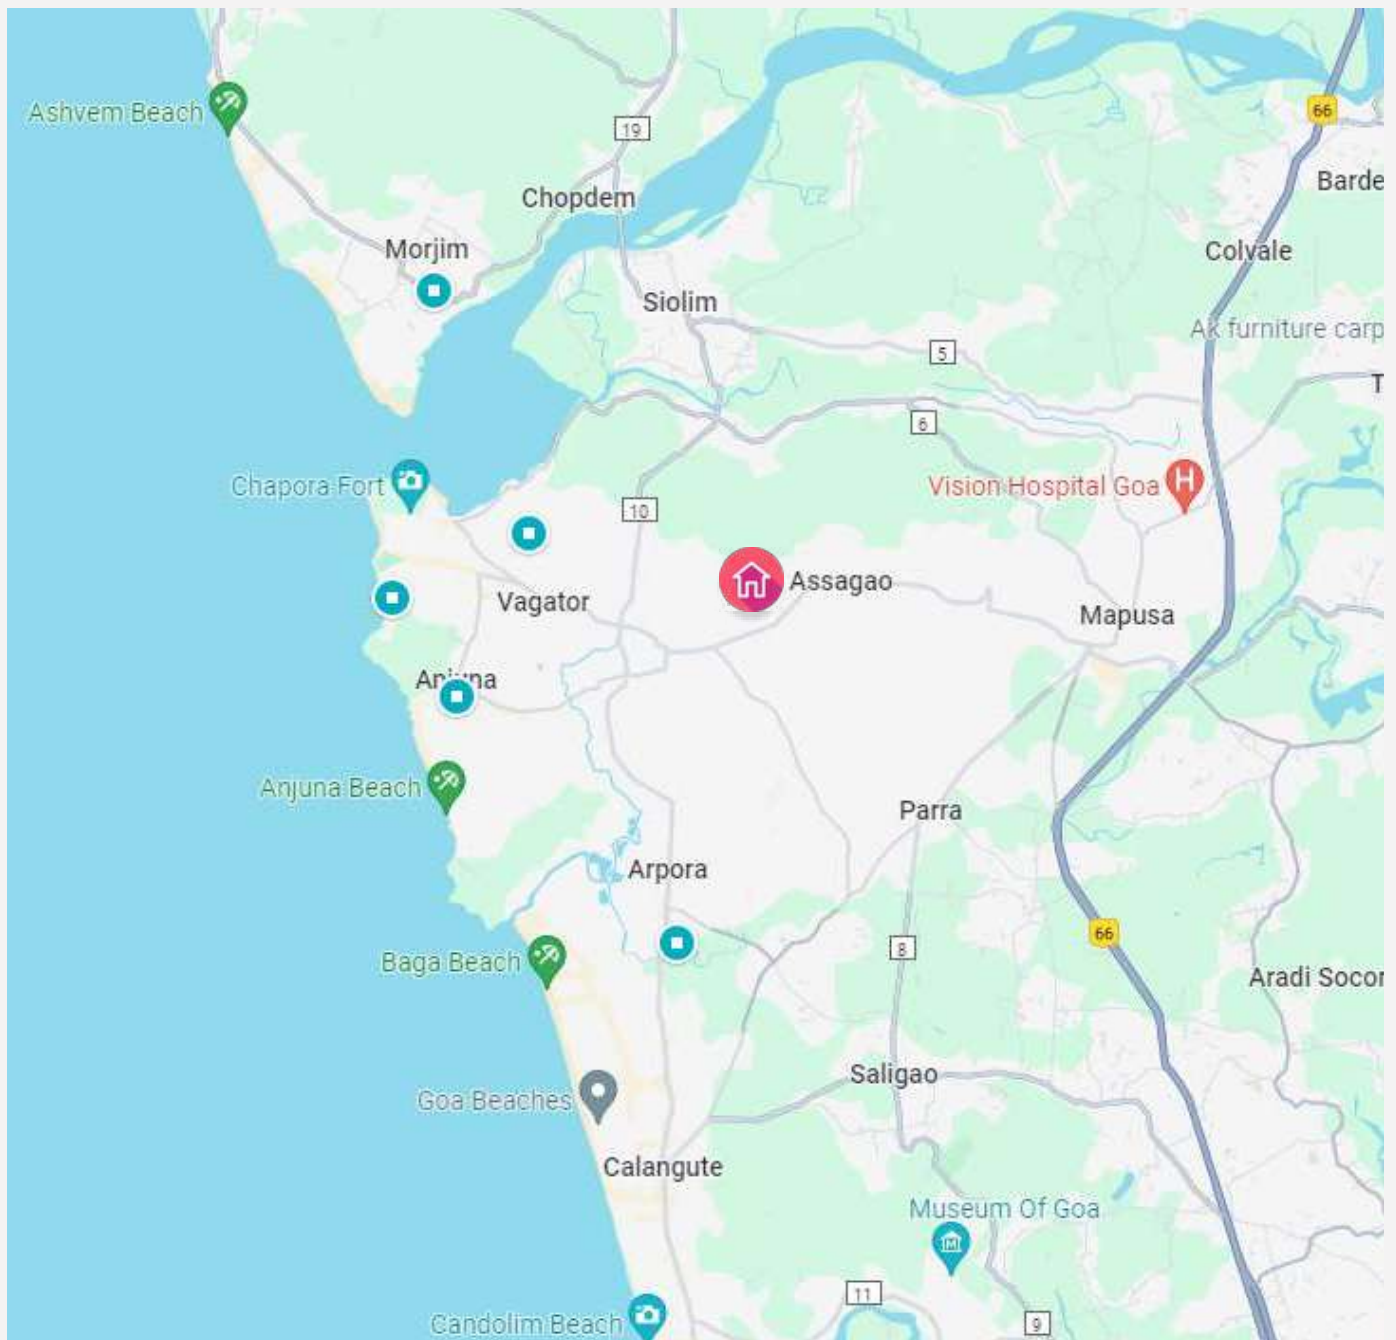 Ashvem Beach
66
19
Barde
Chopdem
Morjim
Colvale
Siolim
Ak furniture carp
5
T
6
Chapora Fort
Vision Hospital Goa
H
10
Assagao
Vagator
Mapusa
Anjuna
Anjuna Beach
Parra
Arpora
66
8
Baga Beach
Aradi Socor
Saligao
Goa Beaches
Calangute
Museum Of Goa
M
11
Candolim Beach
9